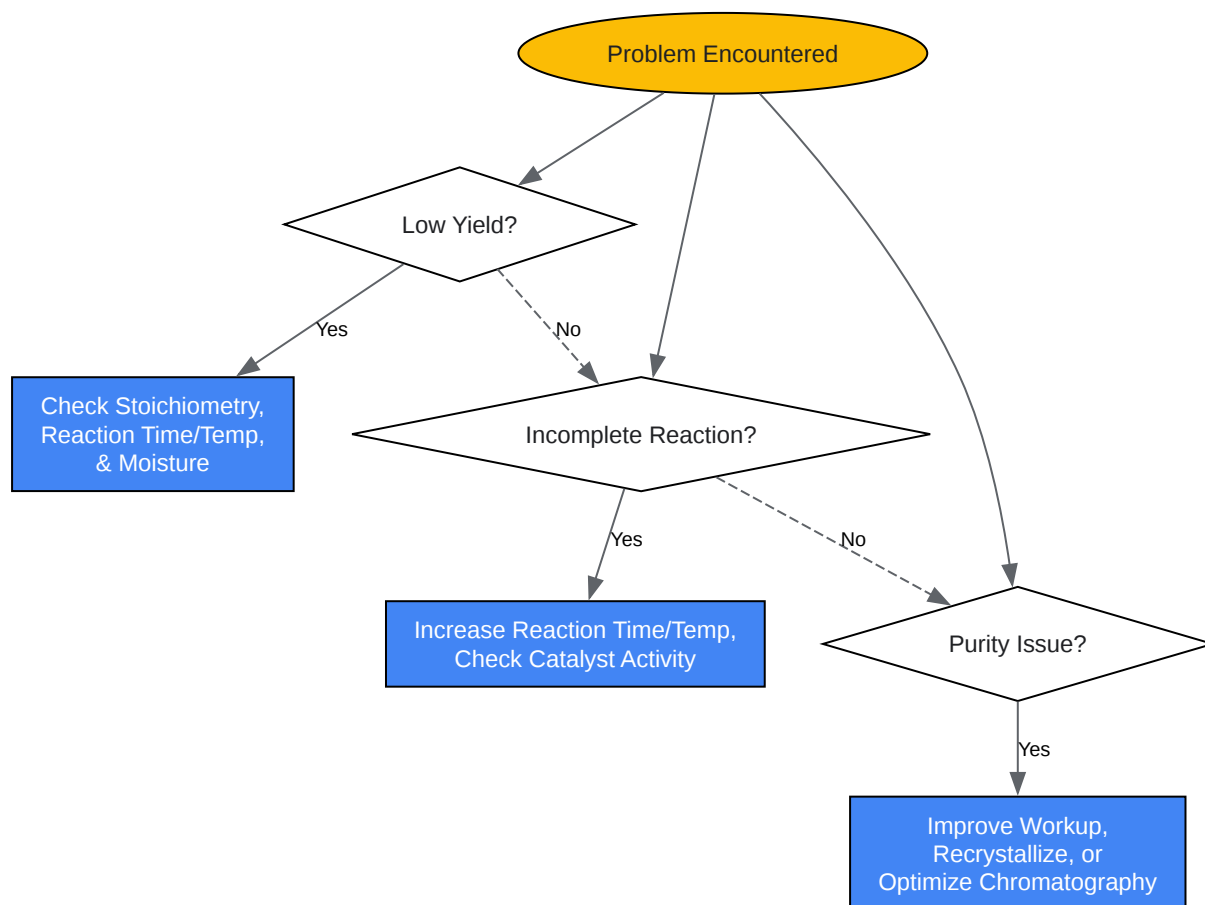 Problem Encountered
Low Yield?
Yes
No
Check Stoichiometry,
Reaction Time/Temp,
& Moisture
Incomplete Reaction?
Yes
No
Increase Reaction Time/Temp,
Check Catalyst Activity
Purity Issue?
Yes
Improve Workup,
Recrystallize, or
Optimize Chromatography